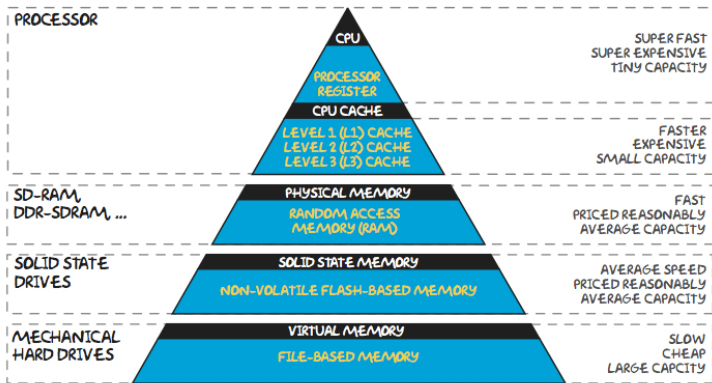 PROCESSOR
CPU
PROCESSOR
REGISTER
SUPER FAST
SUPER EXPENSIVE
TINY CAPACITY
CPU CACHE
LEVEL 1 (L1) CACHE
LEVEL 2 (L2) CACHE
LEVEL 3 (L3) CACHE
FASTER
EXPENSIVE
SMALL CAPACITY
SD-RAM,
DDR-SDRAM, ...
PHYSICAL MEMORY
RANDOM ACCESS
MEMORY (RAM)
FAST
PRICED REASONABLY
AVERAGE CAPACITY
SOLID STATE
DRIVES
SOLID STATE MEMORY
NON-VOLATILE FLASH-BASED MEMORY
AVERAGE SPEED
PRICED REASONABLY
AVERAGE CAPACITY
MECHANICAL
HARD DRIVES
VIRTUAL MEMORY
FILE-BASED MEMORY
SLOW
CHEAP
LARGE CAPCITY